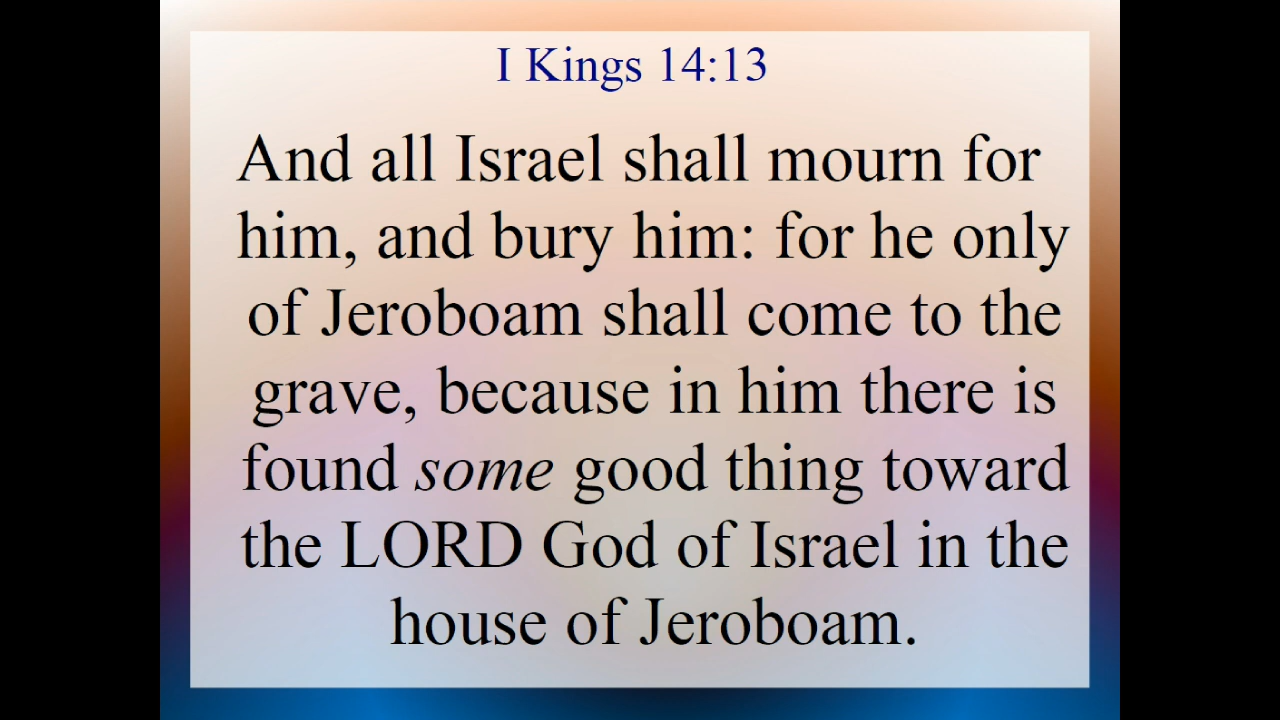 I Kings 14:13
And all Israel shall mourn for
him, and bury him: for he only
of Jeroboam shall come to the
grave, because in him there is
found some good thing toward
the LORD God of Israel in the
house of Jeroboam.